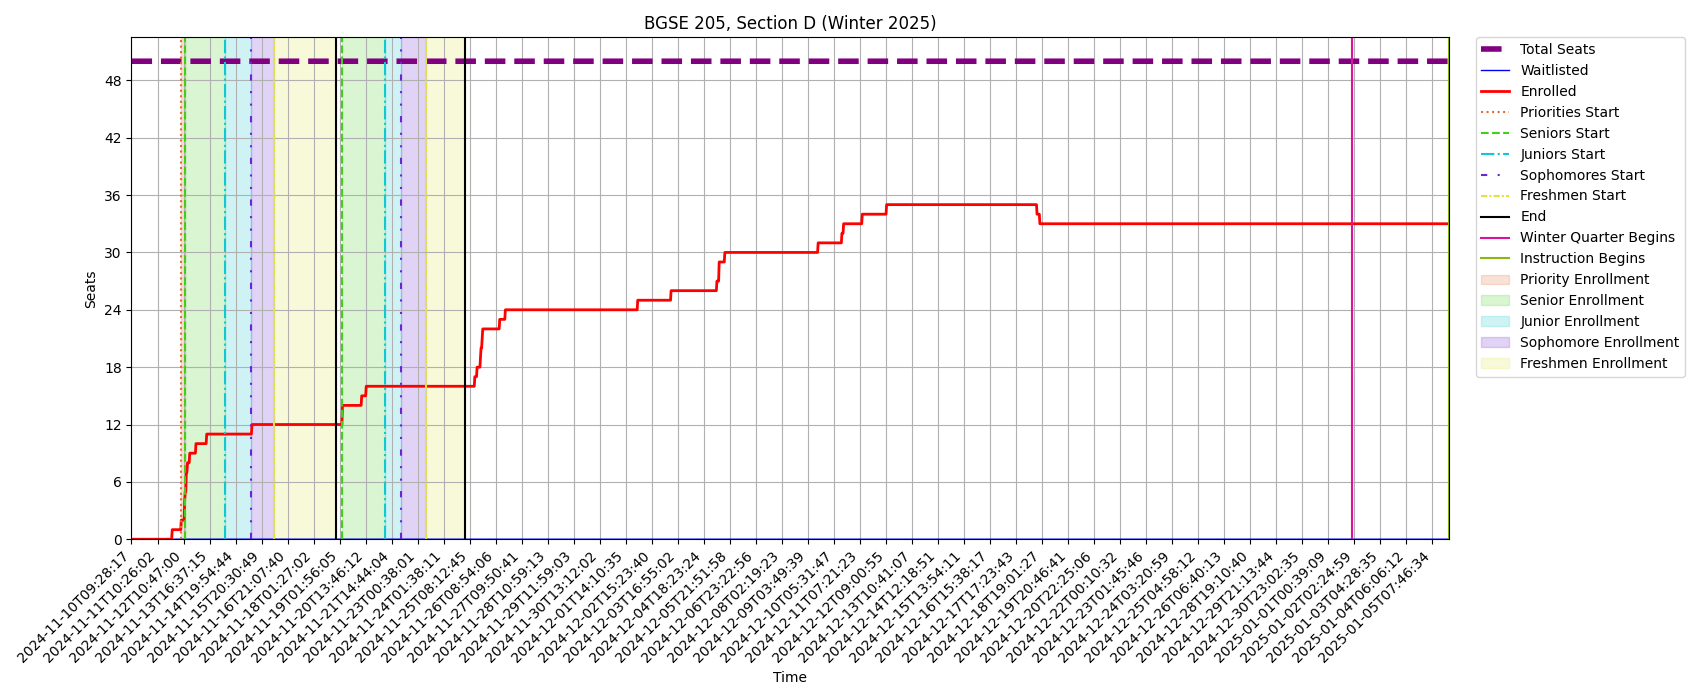 BGSE 205, Section D (Winter 2025)
Seats
48
42
36
30
24
18
12
6
0
2024-11-10T09:28:17
2024-11-11T10:26:02
2024-11-12T10:47:00
2024-11-13T16:37:15
2024-11-14T19:54:44
2024-11-15T20:30:49
2024-11-16T21:07:40
2024-11-18T01:27:02
2024-11-19T01:56:05
2024-11-20T13:46:12
2024-11-21T14:44:04
2024-11-23T00:38:01
2024-11-24T01:38:11
2024-11-25T08:12:45
2024-11-26T08:54:06
2024-11-27T09:50:41
2024-11-28T10:59:13
2024-11-29T11:59:03
2024-11-30T13:12:02
2024-12-01T14:10:35
2024-12-02T15:23:40
2024-12-03T16:55:02
2024-12-04T18:23:24
2024-12-05T21:51:58
2024-12-06T23:22:56
2024-12-08T02:19:23
2024-12-09T03:49:39
2024-12-10T05:31:47
2024-12-11T07:21:23
2024-12-12T09:00:55
2024-12-13T10:41:07
2024-12-14T12:18:51
2024-12-15T13:54:11
2024-12-16T15:38:17
2024-12-17T17:23:43
2024-12-18T19:01:27
2024-12-19T20:46:41
2024-12-20T22:25:06
2024-12-22T00:10:32
2024-12-23T01:45:46
2024-12-24T03:20:59
2024-12-25T04:58:12
2024-12-26T06:40:13
2024-12-28T19:10:40
2024-12-29T21:13:44
2024-12-30T23:02:35
2025-01-01T00:39:09
2025-01-02T02:24:59
2025-01-03T04:28:35
2025-01-04T06:06:12
2025-01-05T07:46:34
Time
Total Seats
Waitlisted
Enrolled
Priorities Start
Seniors Start
Juniors Start
Sophomores Start
Freshmen Start
End
Winter Quarter Begins
Instruction Begins
Priority Enrollment
Senior Enrollment
Junior Enrollment
Sophomore Enrollment
Freshmen Enrollment